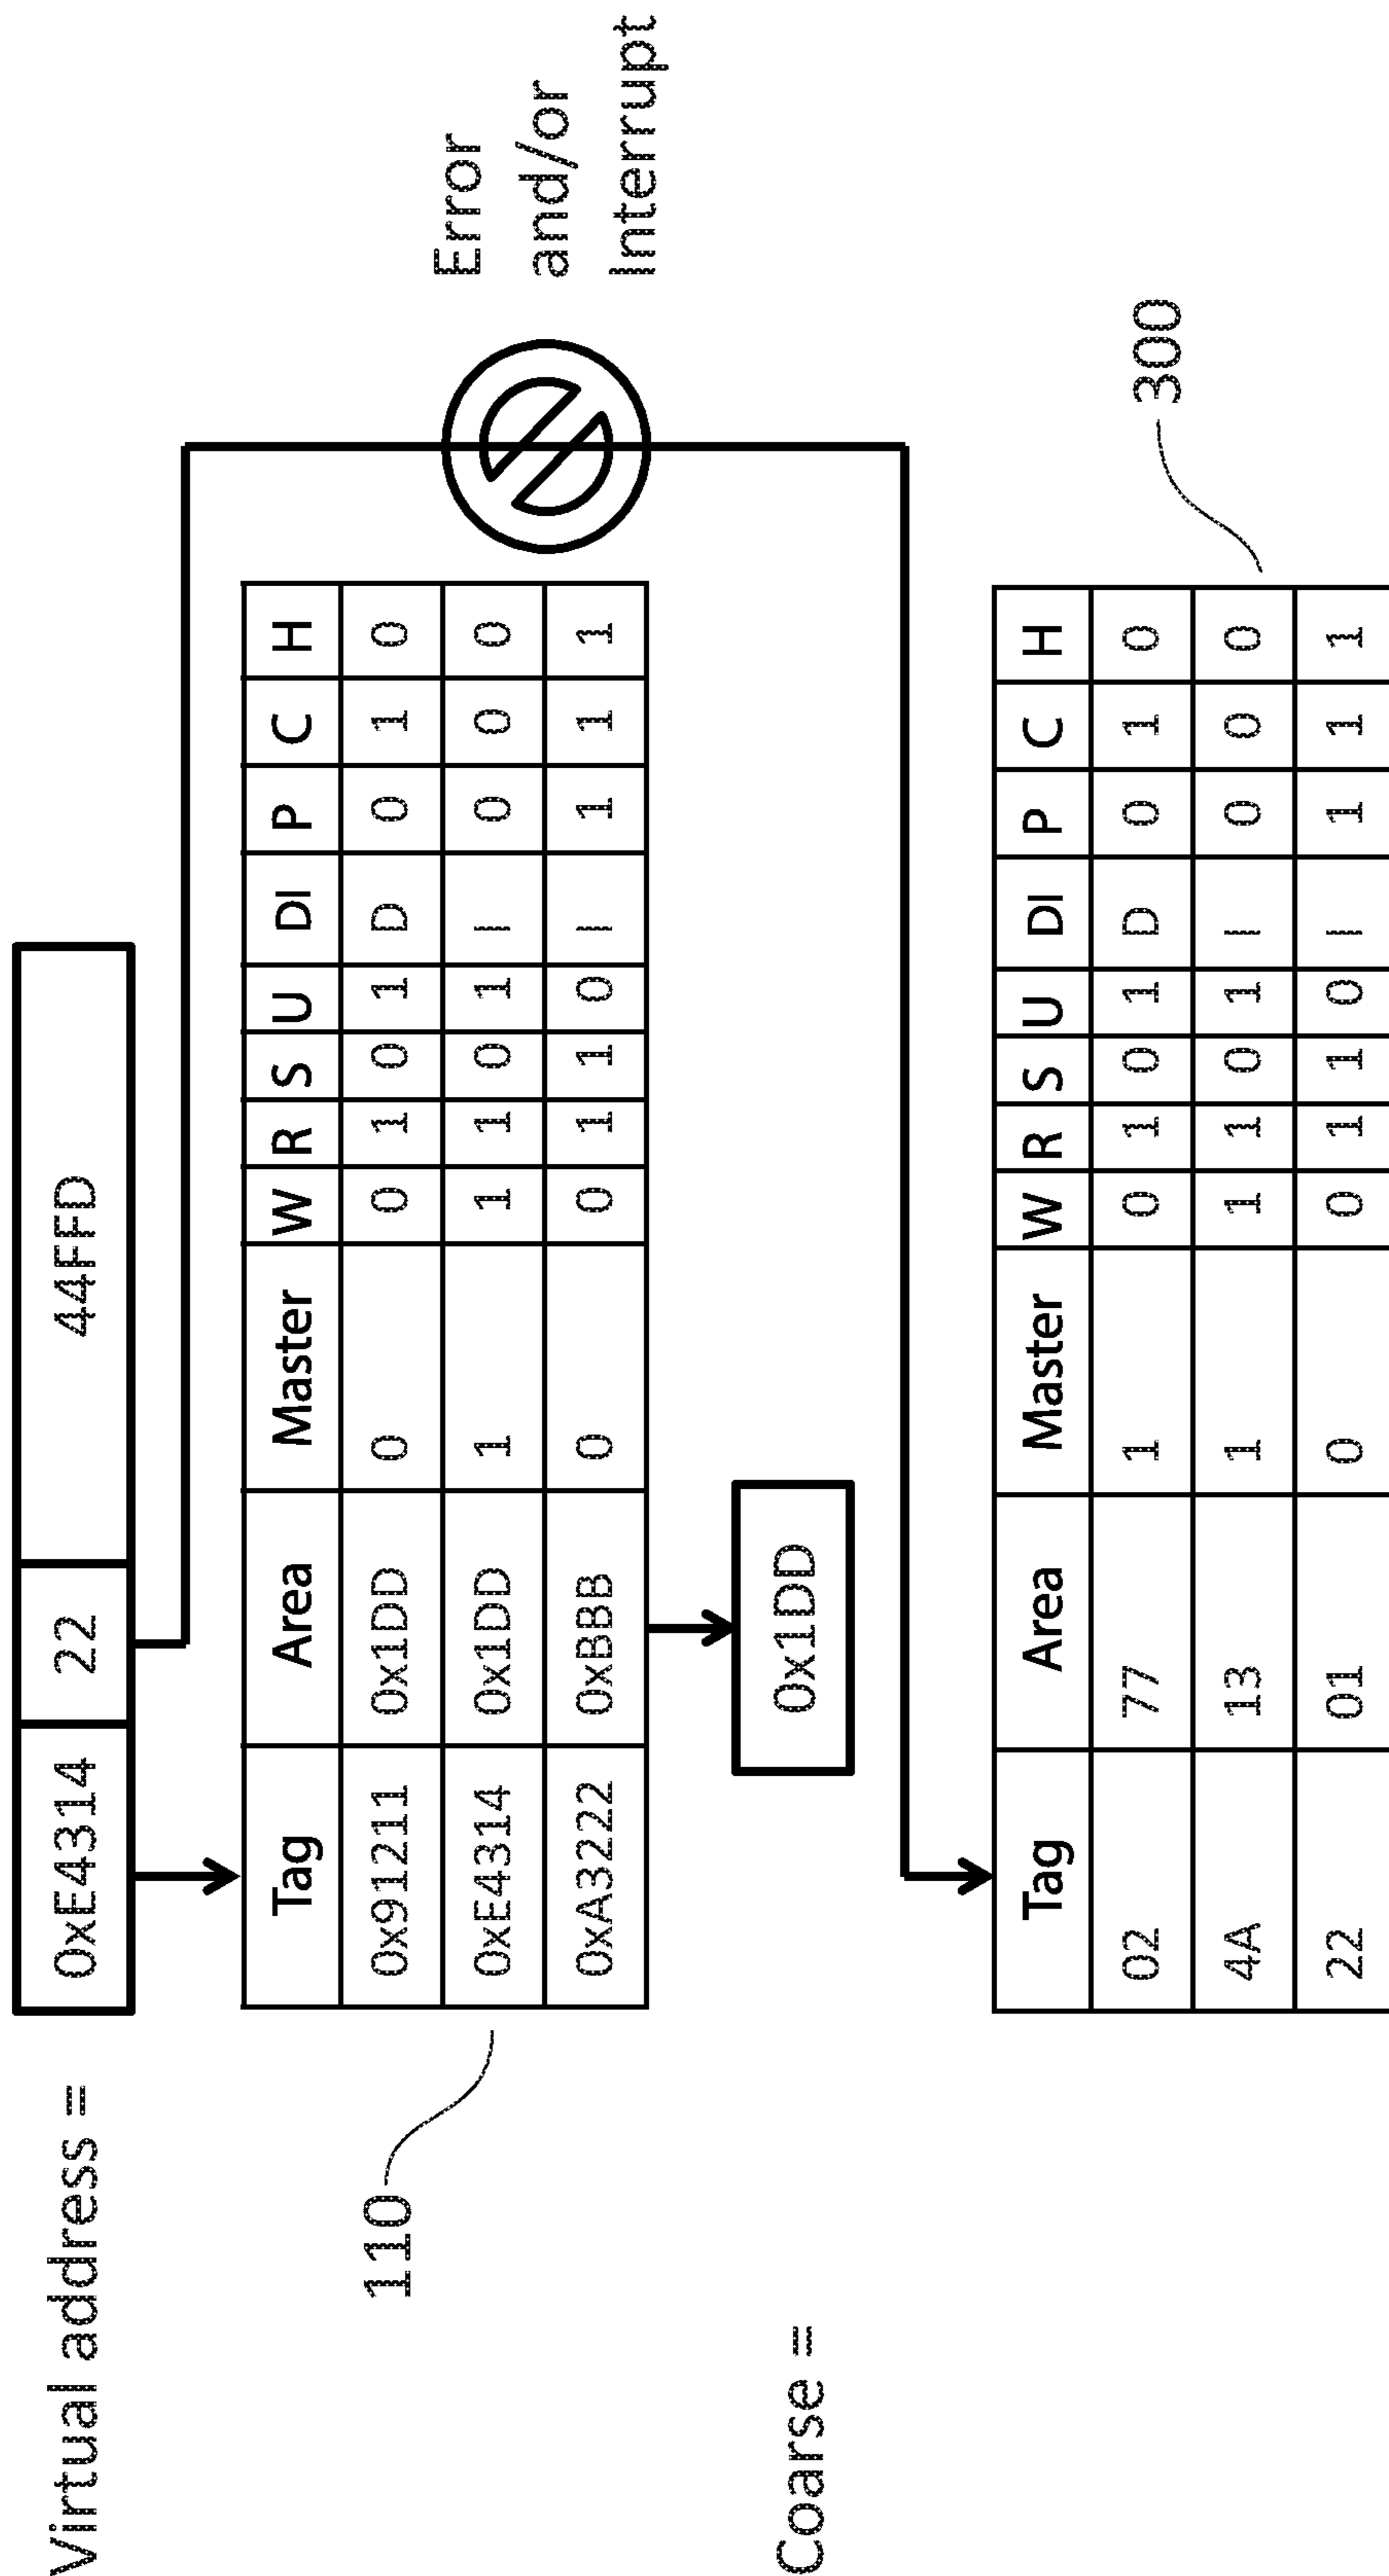 Virtual address = 0xE4314 22 44FFD
110
Tag Area Master W R S U DI P C H
0x91211 0x1DD 0 0 1 0 1 D 0 1 0
0xE4314 0x1DD 1 1 1 0 1 I 0 0 0
0xA3222 0xBBB 0 0 1 1 0 I 1 1 1
Error
and/or
Interrupt
Coarse = 0x1DD
300
Tag Area Master W R S U DI P C H
02 77 1 0 1 0 1 D 0 1 0
4A 13 1 1 1 0 1 I 0 0 0
22 01 0 0 1 1 0 I 1 1 1